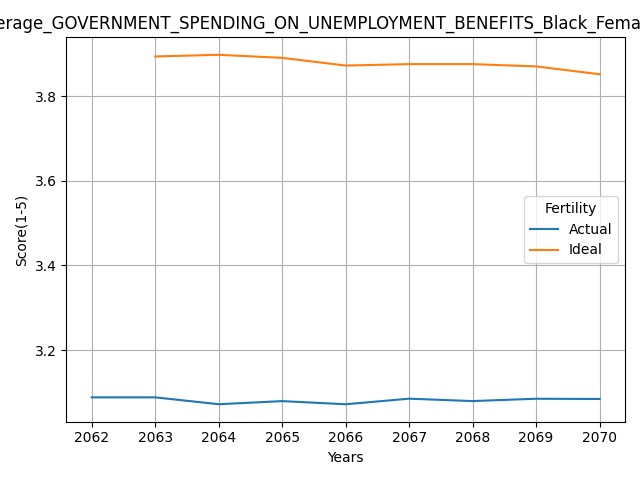 erage_GOVERNMENT_SPENDING_ON_UNEMPLOYMENT_BENEFITS_Black_Fema
3.8
3.6
3.4
3.2
Score(1-5)
Fertility
Actual
Ideal
2062 2063 2064 2065 2066 2067 2068 2069 2070
Years